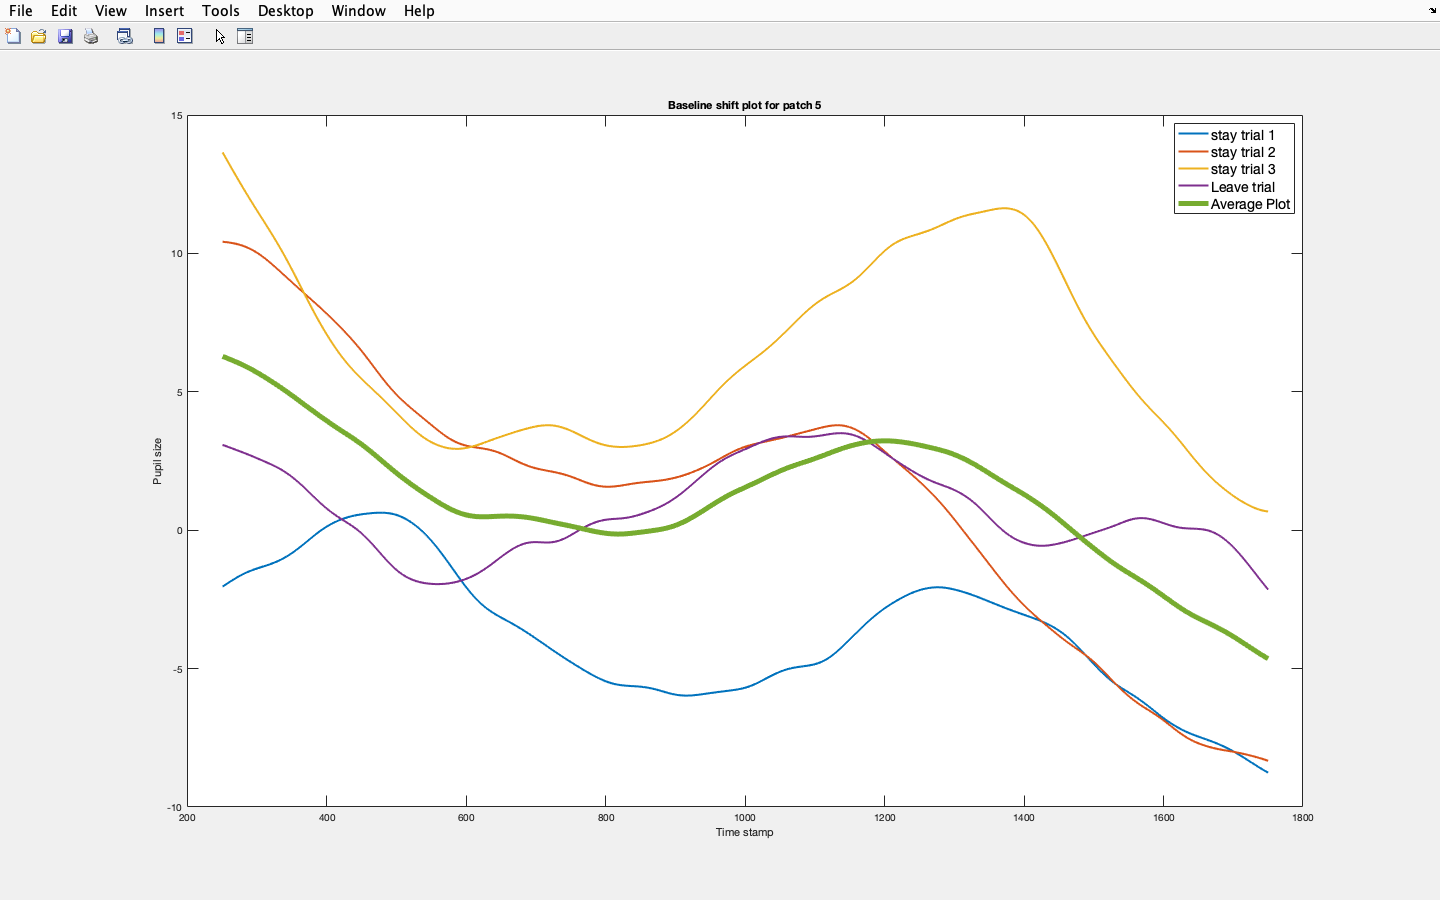 File Edit View Insert Tools Desktop Window Help
Baseline shift plot for patch 5
15
10
5
0
-5
-10
Pupil size
stay trial 1
stay trial 2
stay trial 3
Leave trial
Average Plot
200 400 600 800 1000 1200 1400 1600 1800
Time stamp